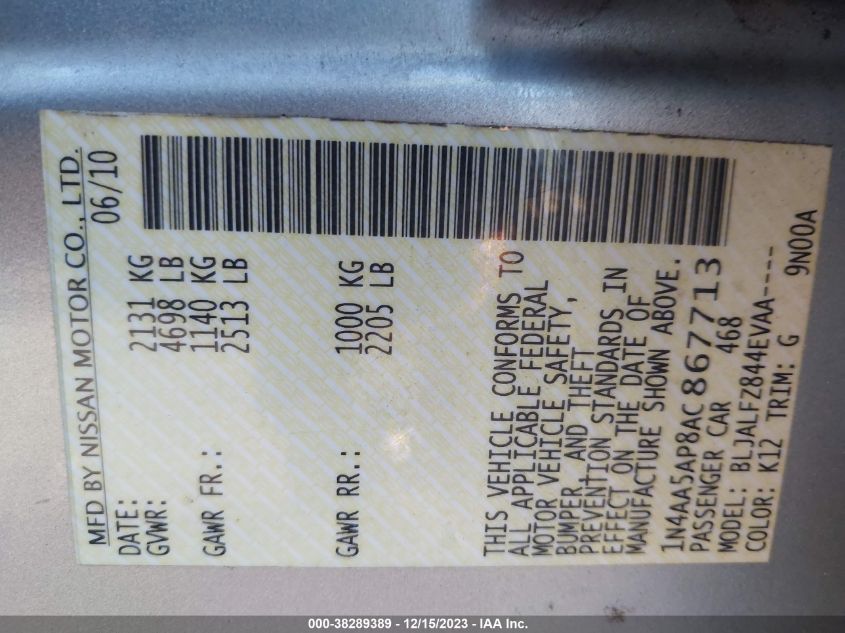 MFD BY NISSAN MOTOR CO., LTD.
DATE: 06/10
GVWR: 2131 KG
4698 LB
GAWR FR.: 1140 KG
2513 LB
GAWR RR.: 1000 KG
2205 LB
THIS VEHICLE CONFORMS TO
ALL APPLICABLE FEDERAL
MOTOR VEHICLE SAFETY,
BUMPER, AND THEFT
PREVENTION STANDARDS IN
EFFECT ON THE DATE OF
MANUFACTURE SHOWN ABOVE.
1N4AA5AP8AC867713
PASSENGER CAR 468
MODEL: BLJALFZ844EVAA----
COLOR: K12 TRIM: G 9N00A
000-38289389 - 12/15/2023 - IAA Inc.